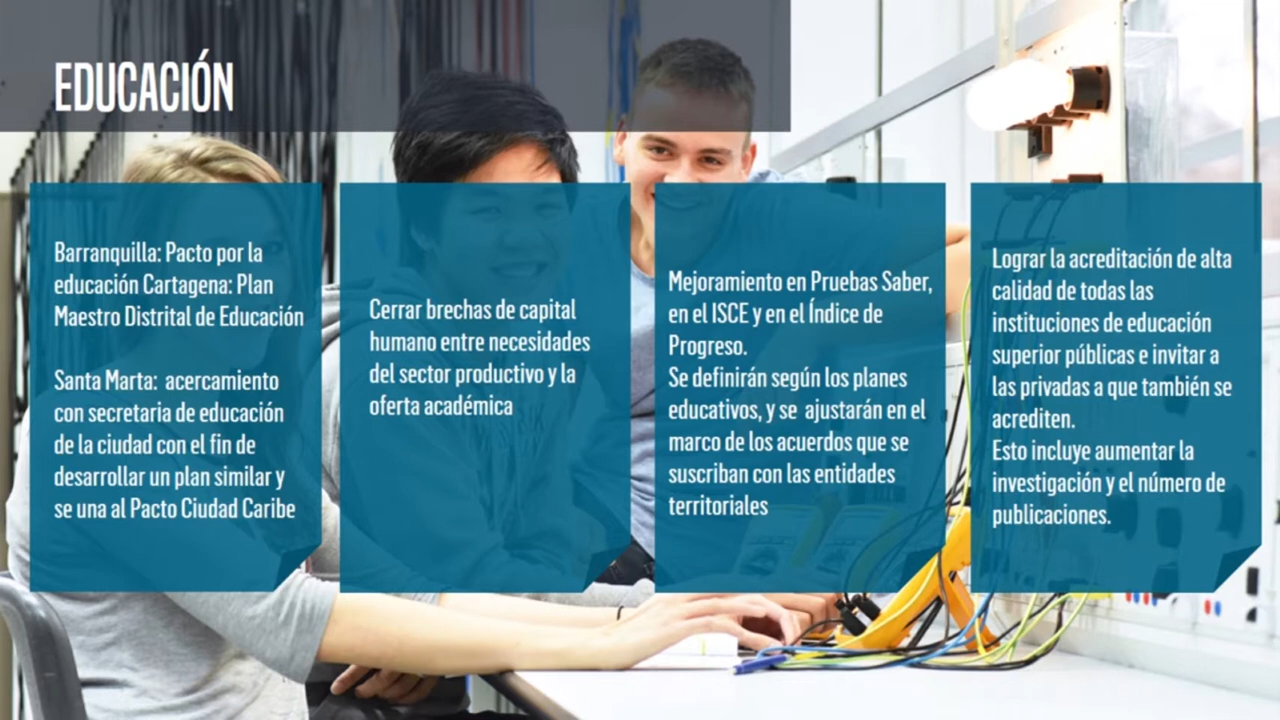 EDUCACIÓN
Barranquilla: Pacto por la
educación Cartagena: Plan
Maestro Distrital de Educación
Santa Marta: acercamiento
con secretaria de educación
de la ciudad con el fin de
desarrollar un plan similar y
se una al Pacto Ciudad Caribe
Cerrar brechas de capital
humano entre necesidades
del sector productivo y la
oferta académica
Mejoramiento en Pruebas Saber,
en el ISCE y en el Índice de
Progreso.
Se definirán según los planes
educativos, y se ajustarán en el
marco de los acuerdos que se
suscriban con las entidades
territoriales
Lograr la acreditación de alta
calidad de todas las
instituciones de educación
superior públicas e invitar a
las privadas a que también se
acrediten.
Esto incluye aumentar la
investigación y el número de
publicaciones.